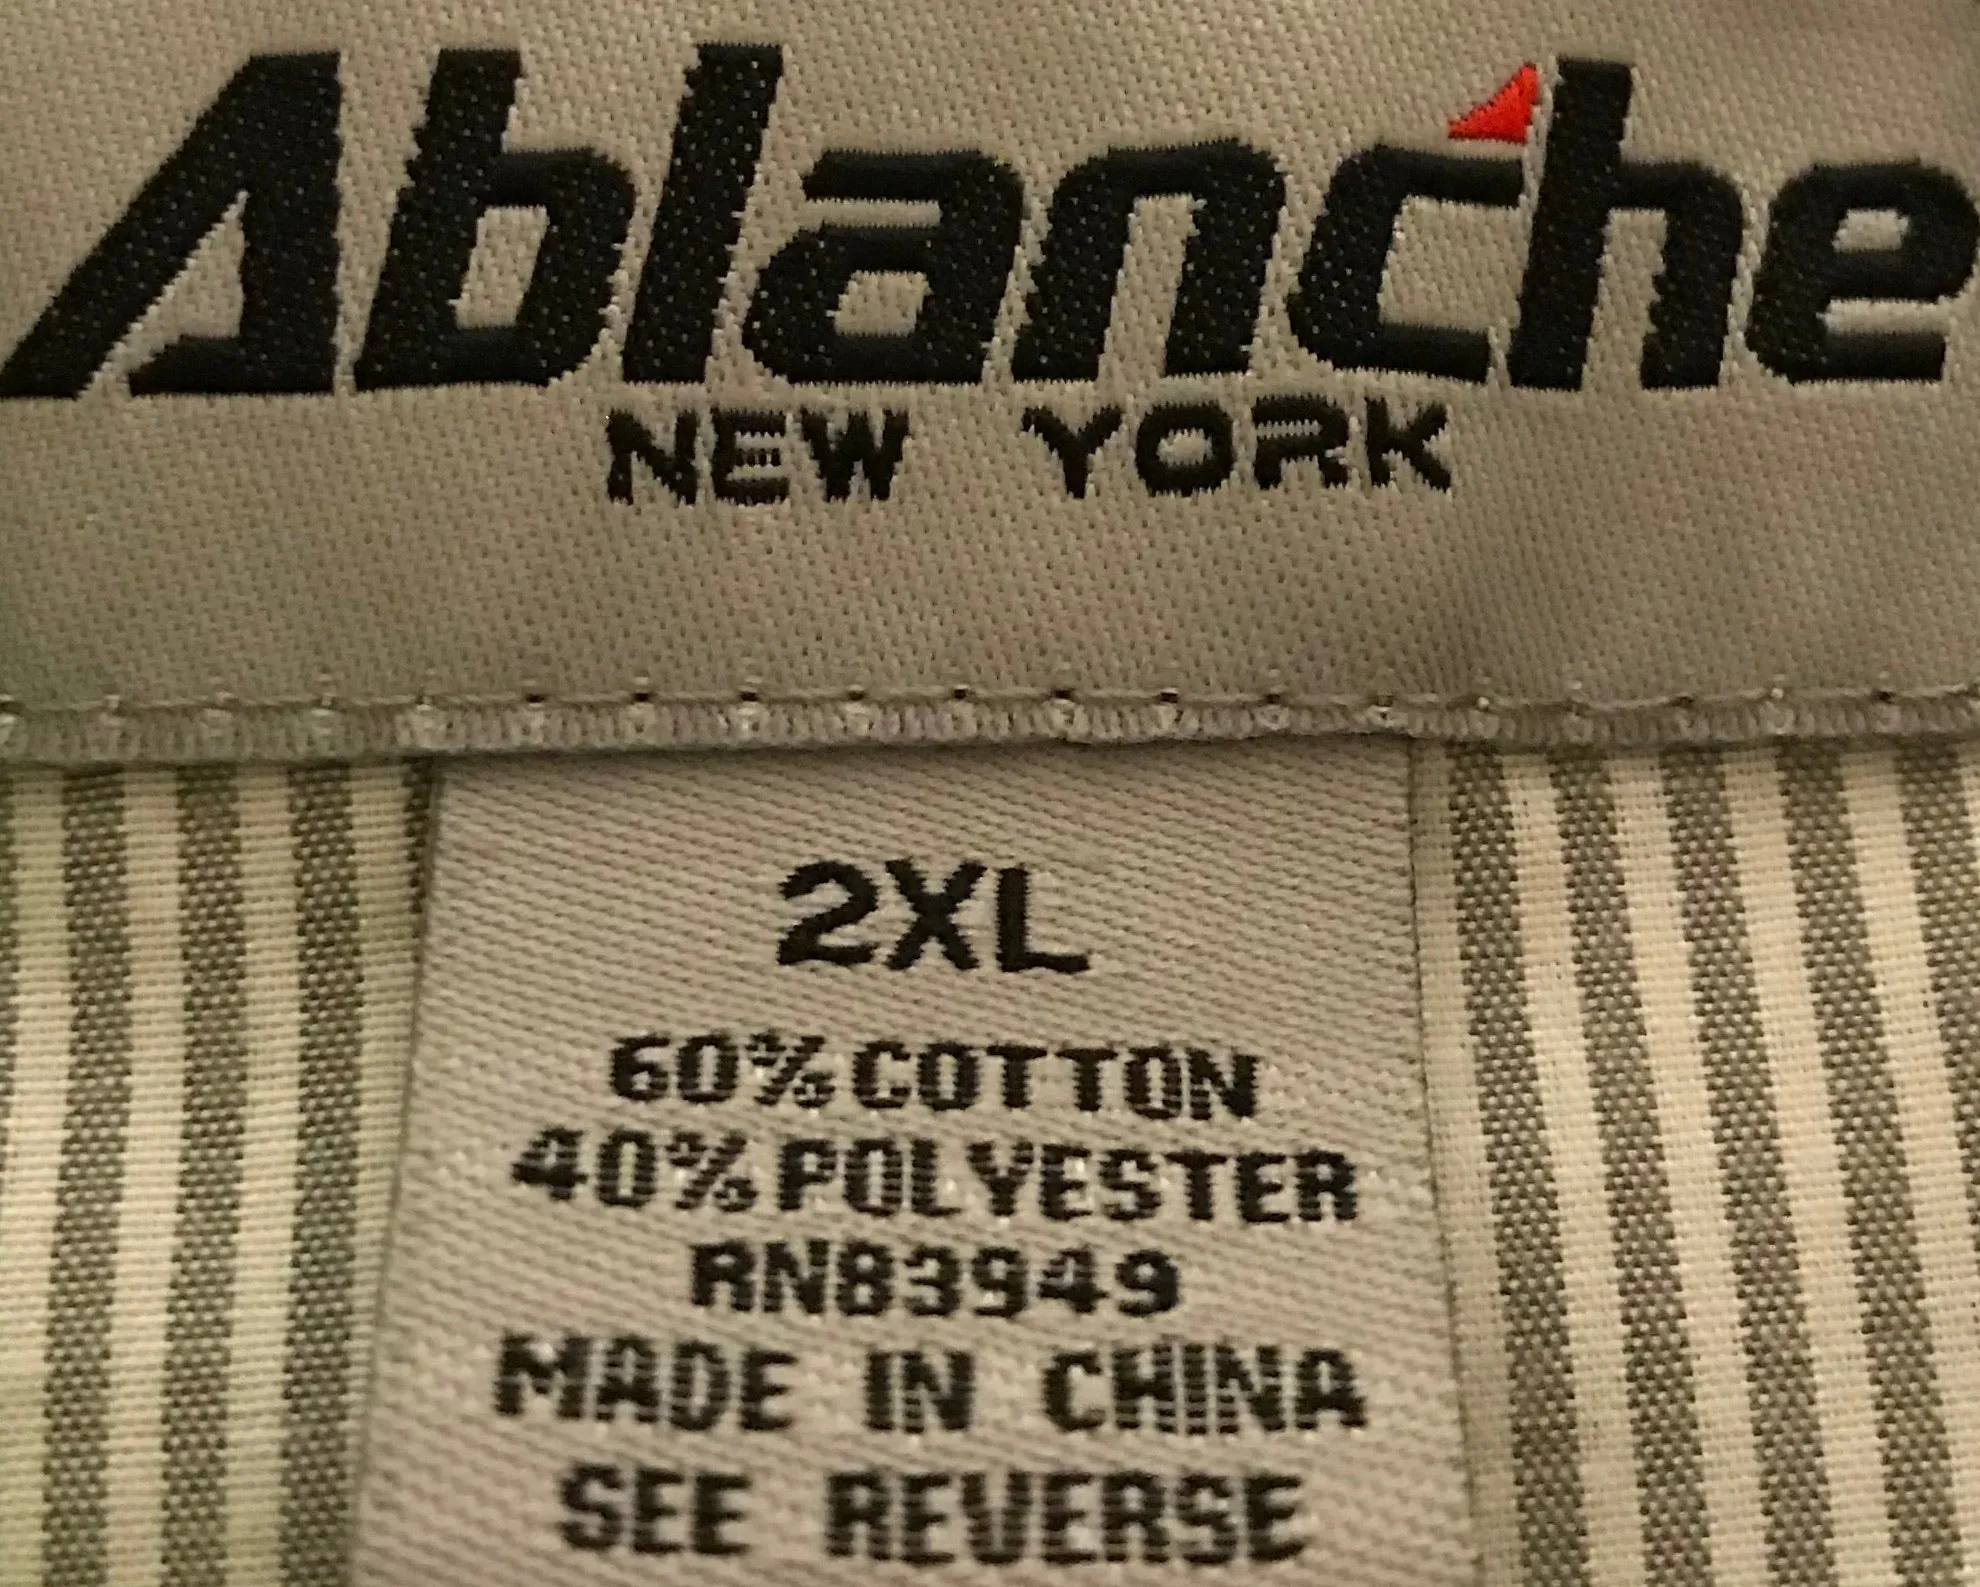 Ablanche
NEW YORK
2XL
60%COTTON
40%POLYESTER
RN83949
MADE IN CHINA
SEE REVERSE